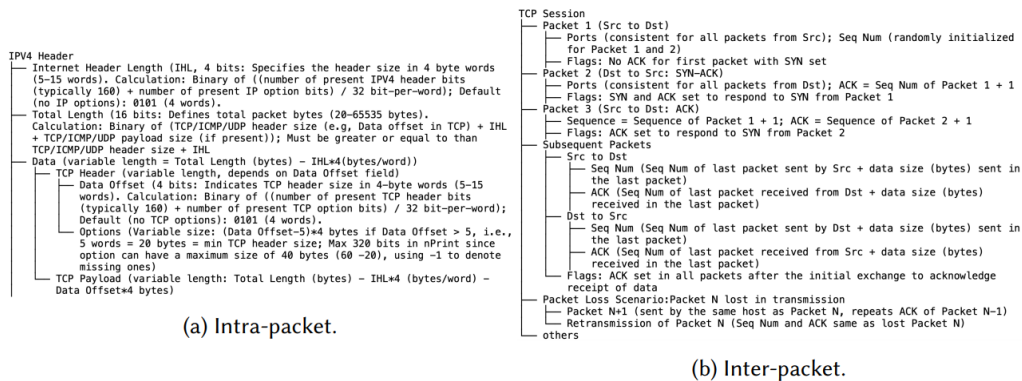 IPV4 Header
Internet Header Length (IHL, 4 bits: Specifies the header size in 4 byte words
(5-15 words). Calculation: Binary of ((number of present IPV4 header bits
(typically 160) + number of present IP option bits) / 32 bit-per-word); Default
(no IP options): 0101 (4 words).
Total Length (16 bits: Defines total packet bytes (20-65535 bytes).
Calculation: Binary of (TCP/ICMP/UDP header size (e.g, Data offset in TCP) + IHL
+ TCP/ICMP/UDP payload size (if present)); Must be greater or equal to than
TCP/ICMP/UDP header size + IHL
Data (variable length = Total Length (bytes) - IHL*4(bytes/word))
TCP Header (variable length, depends on Data Offset field)
Data Offset (4 bits: Indicates TCP header size in 4-byte words (5-15
words). Calculation: Binary of ((number of present TCP header bits
(typically 160) + number of present TCP option bits) / 32 bit-per-word);
Default (no TCP options): 0101 (4 words).
Options (Variable size: (Data Offset-5)*4 bytes if Data Offset > 5, i.e.,
5 words = 20 bytes = min TCP header size; Max 320 bits in nPrint since
option can have a maximum size of 40 bytes (60 -20), using -1 to denote
missing ones)
TCP Payload (variable length: Total Length (bytes) - IHL*4 (bytes/word) -
Data Offset*4 bytes)
(a) Intra-packet.
TCP Session
Packet 1 (Src to Dst)
Ports (consistent for all packets from Src); Seq Num (randomly initialized
for Packet 1 and 2)
Flags: No ACK for first packet with SYN set
Packet 2 (Dst to Src: SYN-ACK)
Ports (consistent for all packets from Dst); ACK = Seq Num of Packet 1 + 1
Flags: SYN and ACK set to respond to SYN from Packet 1
Packet 3 (Src to Dst: ACK)
Sequence = Sequence of Packet 1 + 1; ACK = Sequence of Packet 2 + 1
Flags: ACK set to respond to SYN from Packet 2
Subsequent Packets
Src to Dst
Seq Num (Seq Num of last packet sent by Src + data size (bytes) sent in
the last packet)
ACK (Seq Num of last packet received from Dst + data size (bytes)
received in the last packet)
Dst to Src
Seq Num (Seq Num of last packet sent by Dst + data size (bytes) sent in
the last packet)
ACK (Seq Num of last packet received from Src + data size (bytes)
received in the last packet)
Flags: ACK set in all packets after the initial exchange to acknowledge
receipt of data
Packet Loss Scenario:Packet N lost in transmission
Packet N+1 (sent by the same host as Packet N, repeats ACK of Packet N-1)
Retransmission of Packet N (Seq Num and ACK same as lost Packet N)
others
(b) Inter-packet.